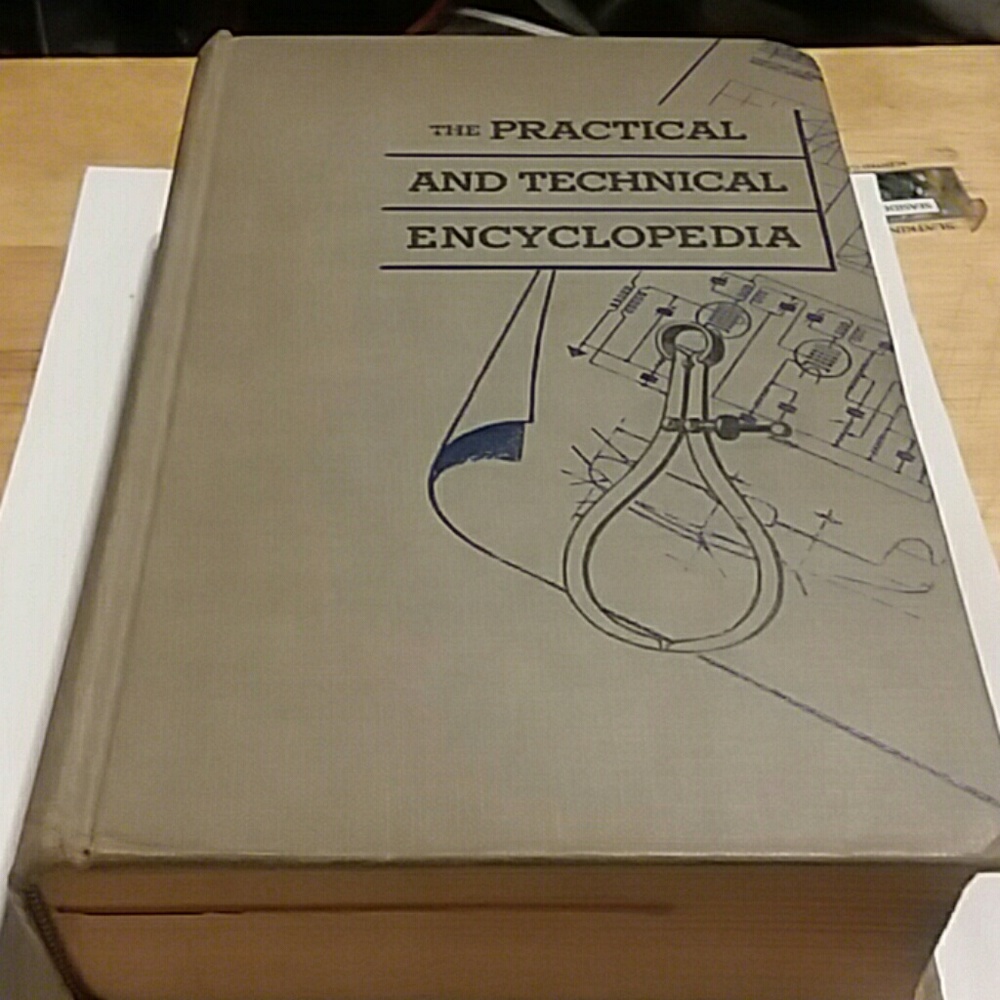 THE PRACTICAL
AND TECHNICAL
ENCYCLOPEDIA